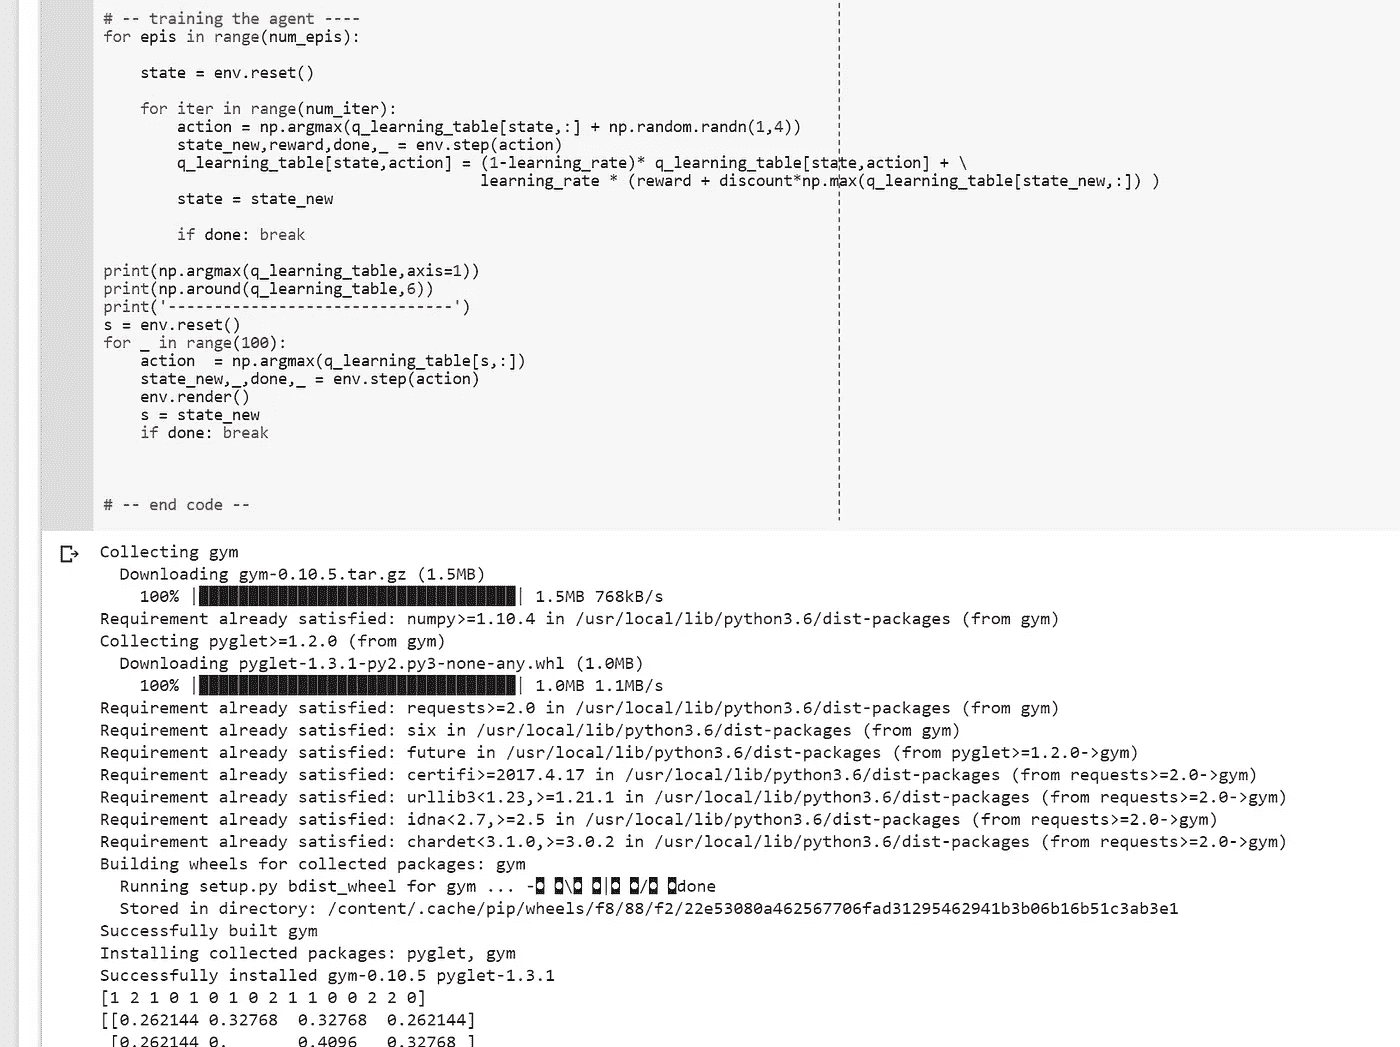 # -- training the agent ----
for epis in range(num_epis):
state = env.reset()
for iter in range(num_iter):
action = np.argmax(q_learning_table[state,:] + np.random.randn(1,4))
state_new,reward,done,_ = env.step(action)
q_learning_table[state,action] = (1-learning_rate)* q_learning_table[state,action] + \
learning_rate * (reward + discount*np.max(q_learning_table[state_new,:]) )
state = state_new
if done: break
print(np.argmax(q_learning_table,axis=1))
print(np.around(q_learning_table,6))
print('-------------------------------')
s = env.reset()
for _ in range(100):
action  = np.argmax(q_learning_table[s,:])
state_new,_,done,_ = env.step(action)
env.render()
s = state_new
if done: break
# -- end code --
Collecting gym
Downloading gym-0.10.5.tar.gz (1.5MB)
100% |████████████████████████████████| 1.5MB 768kB/s
Requirement already satisfied: numpy>=1.10.4 in /usr/local/lib/python3.6/dist-packages (from gym)
Collecting pyglet>=1.2.0 (from gym)
Downloading pyglet-1.3.1-py2.py3-none-any.whl (1.0MB)
100% |████████████████████████████████| 1.0MB 1.1MB/s
Requirement already satisfied: requests>=2.0 in /usr/local/lib/python3.6/dist-packages (from gym)
Requirement already satisfied: six in /usr/local/lib/python3.6/dist-packages (from gym)
Requirement already satisfied: future in /usr/local/lib/python3.6/dist-packages (from pyglet>=1.2.0->gym)
Requirement already satisfied: certifi>=2017.4.17 in /usr/local/lib/python3.6/dist-packages (from requests>=2.0->gym)
Requirement already satisfied: urllib3<1.23,>=1.21.1 in /usr/local/lib/python3.6/dist-packages (from requests>=2.0->gym)
Requirement already satisfied: idna<2.7,>=2.5 in /usr/local/lib/python3.6/dist-packages (from requests>=2.0->gym)
Requirement already satisfied: chardet<3.1.0,>=3.0.2 in /usr/local/lib/python3.6/dist-packages (from requests>=2.0->gym)
Building wheels for collected packages: gym
Running setup.py bdist_wheel for gym ... -◘ ◘\◘ ◘|◘ ◘/◘ ◘done
Stored in directory: /content/.cache/pip/wheels/f8/88/f2/22e53080a462567706fad31295462941b3b06b16b51c3ab3e1
Successfully built gym
Installing collected packages: pyglet, gym
Successfully installed gym-0.10.5 pyglet-1.3.1
[1 2 1 0 1 0 1 0 2 1 1 0 0 2 2 0]
[[0.262144 0.32768  0.32768  0.262144]
[0.262144 0.       0.4096   0.32768 ]